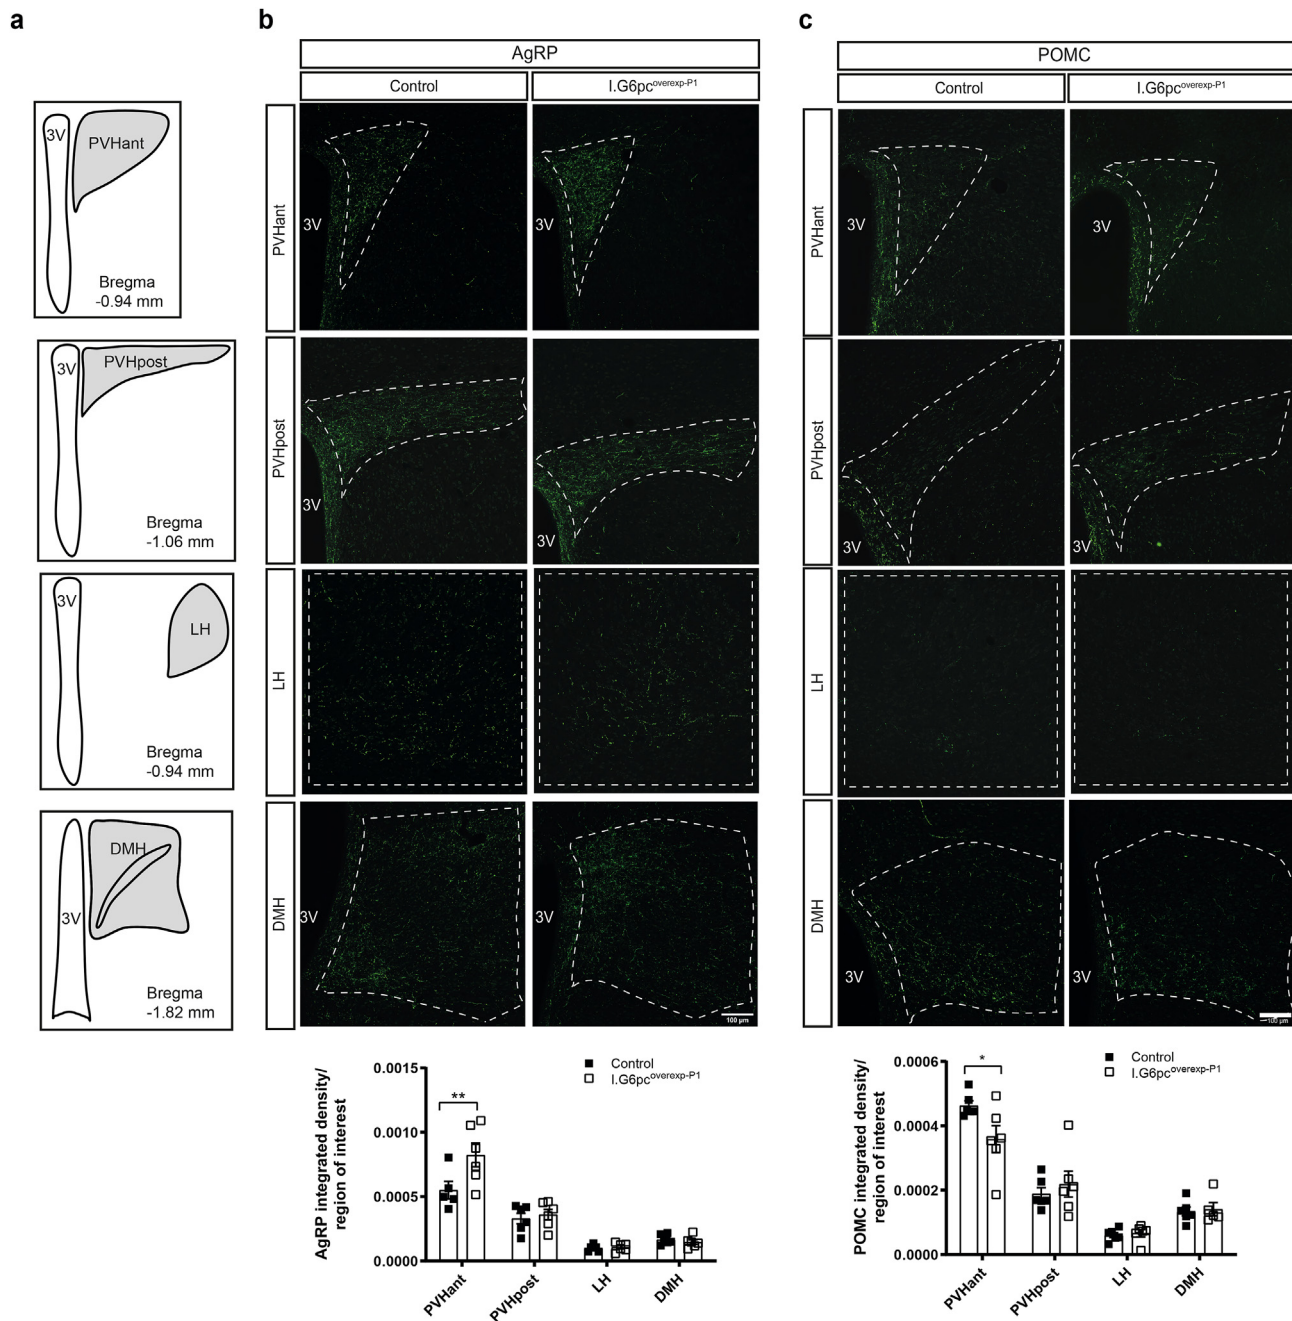 a
3V
PVHant
Bregma
-0.94 mm
3V
PVHpost
Bregma
-1.06 mm
3V
LH
Bregma
-0.94 mm
DMH
3V
Bregma
-1.82 mm
b
AgRP
Control
I.G6pc^overexp-P1
PVHant
3V
PVHpost
3V
3V
LH
DMH
3V
3V
100 µm
AgRP integrated density/
region of interest
0.0015
0.0010
0.0005
0.0000
**
Control
I.G6pc^overexp-P1
PVHant
PVHpost
LH
DMH
c
POMC
Control
I.G6pc^overexp-P1
PVHant
3V
3V
PVHpost
3V
3V
LH
DMH
3V
3V
100 µm
POMC integrated density/
region of interest
0.0006
0.0004
0.0002
0.0000
*
Control
I.G6pc^overexp-P1
PVHant
PVHpost
LH
DMH